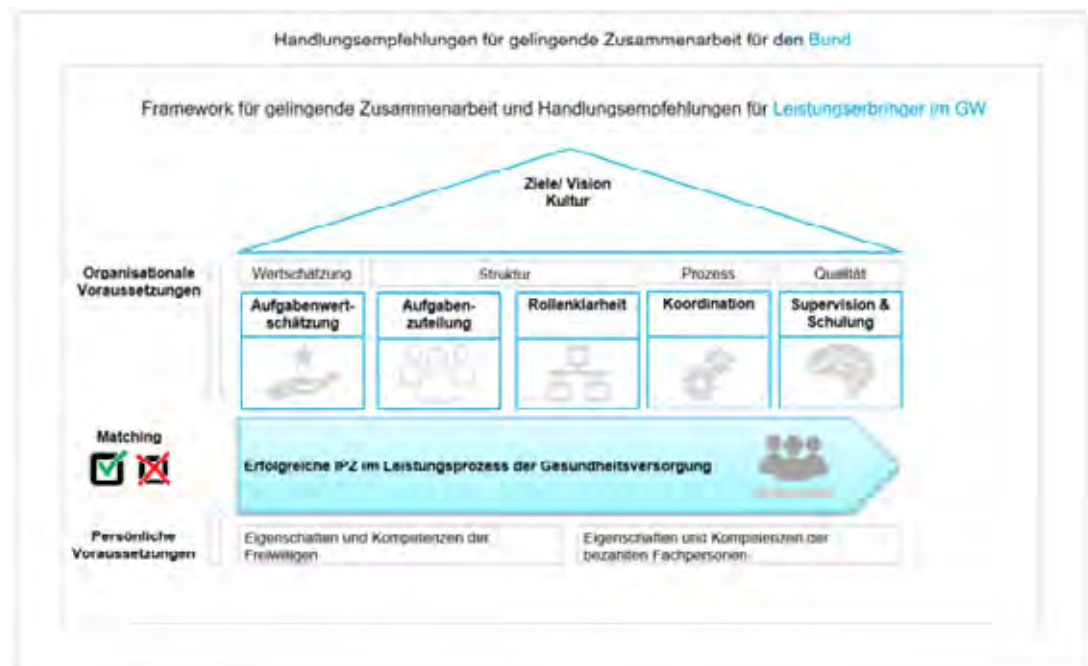 Handlungsempfehlungen für gelingende Zusammenarbeit für den Bund
Framework für gelingende Zusammenarbeit und Handlungsempfehlungen für Leistungserbringer im GW
Ziele/ Vision
Kultur
Organisationale
Voraussetzungen
Wertschätzung
Struktur
Prozess
Qualität
Aufgabenwert-
schätzung
Aufgaben-
zuteilung
Rollenklarheit
Koordination
Supervision &
Schulung
Matching
Erfolgreiche IPZ im Leistungsprozess der Gesundheitsversorgung
Persönliche
Voraussetzungen
Eigenschaften und Kompetenzen der
Freiwilligen
Eigenschaften und Kompetenzen der
bezahlten Fachpersonen